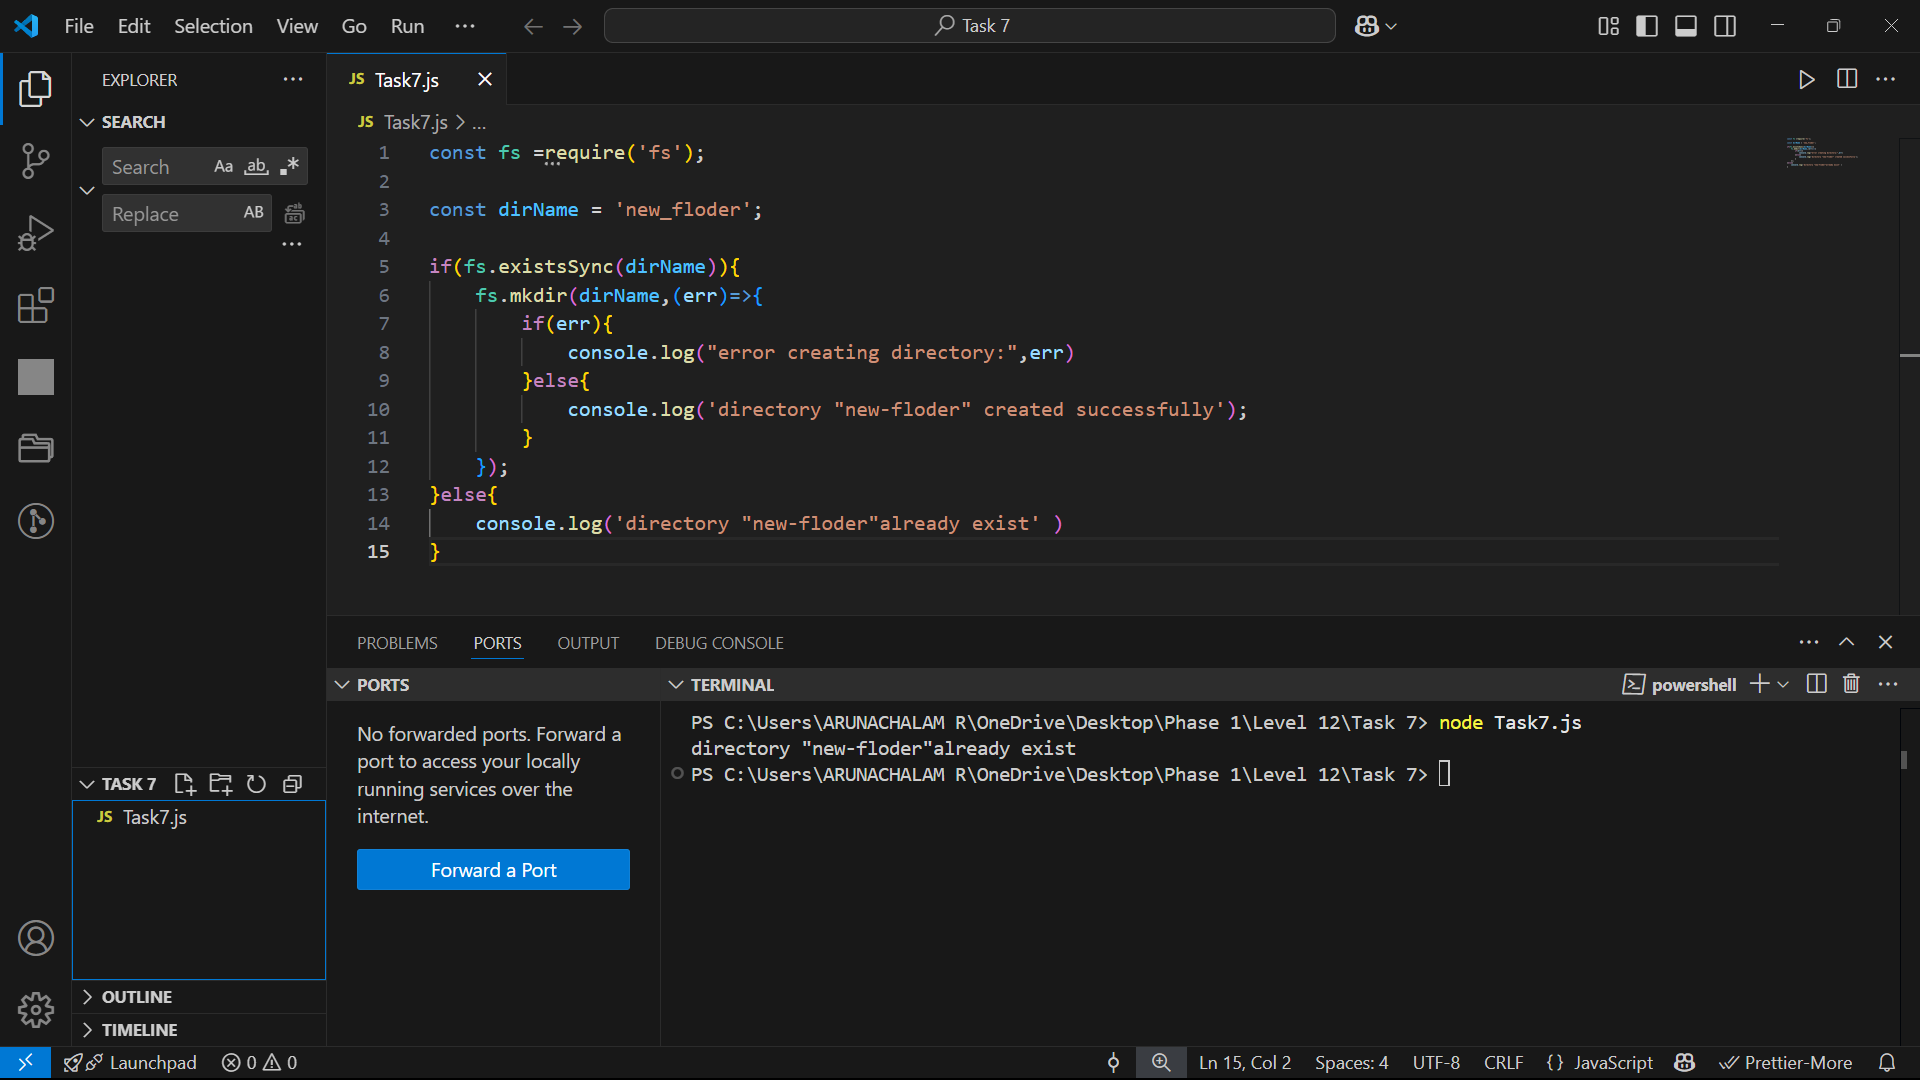 File Edit Selection View Go Run ··· Task 7
EXPLORER
SEARCH
Search Aa ab
Replace AB
JS Task7.js
JS Task7.js > ...
1 const fs =require('fs');
2
3 const dirName = 'new_floder';
4
5 if(fs.existsSync(dirName)){
6 fs.mkdir(dirName,(err)=>{
7 if(err){
8 console.log("error creating directory:",err)
9 }else{
10 console.log('directory "new-floder" created successfully');
11 }
12 });
13 }else{
14 console.log('directory "new-floder"already exist' )
15 }
PROBLEMS PORTS OUTPUT DEBUG CONSOLE
PORTS
No forwarded ports. Forward a
port to access your locally
running services over the
internet.
Forward a Port
TERMINAL powershell
PS C:\Users\ARUNACHALAM R\OneDrive\Desktop\Phase 1\Level 12\Task 7> node Task7.js
directory "new-floder"already exist
PS C:\Users\ARUNACHALAM R\OneDrive\Desktop\Phase 1\Level 12\Task 7>
TASK 7
JS Task7.js
OUTLINE
TIMELINE
Launchpad 0 0 Ln 15, Col 2 Spaces: 4 UTF-8 CRLF {} JavaScript Prettier-More